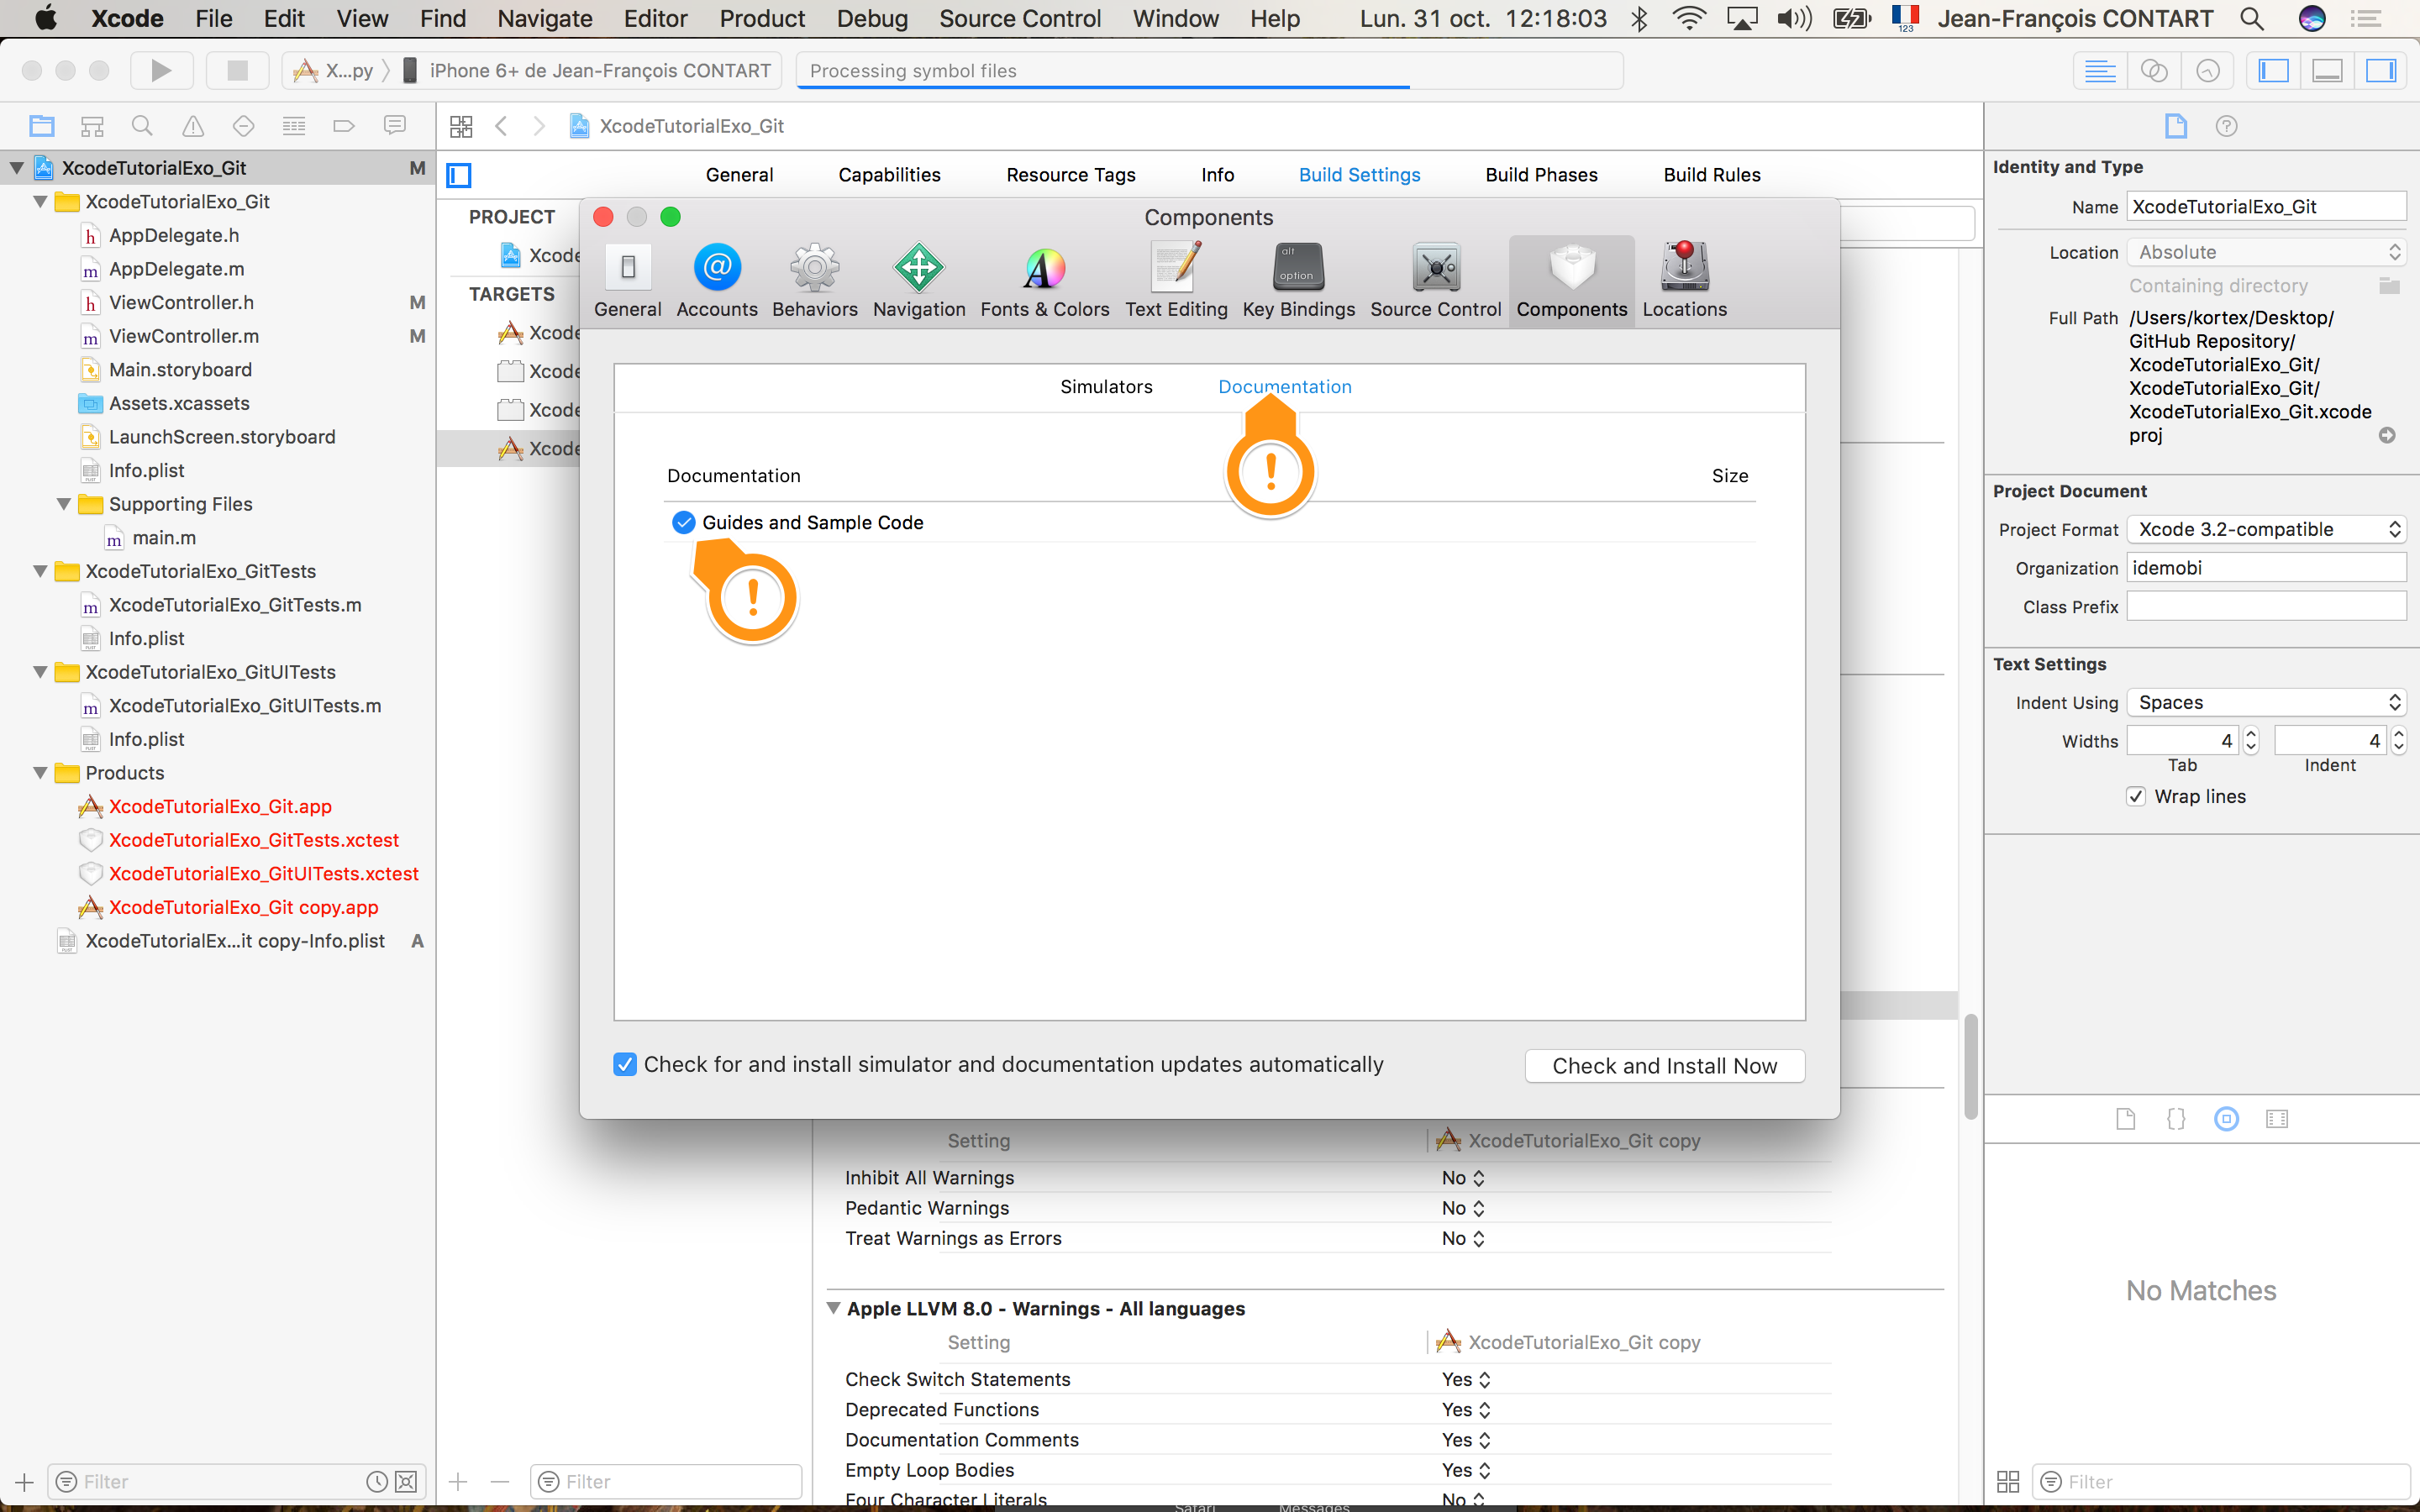 Xcode File Edit View Find Navigate Editor Product Debug Source Control Window Help Lun. 31 oct. 12:18:03 123 Jean-François CONTART
X...py iPhone 6+ de Jean-François CONTART Processing symbol files
XcodeTutorialExo_Git
XcodeTutorialExo_Git M
XcodeTutorialExo_Git
h AppDelegate.h
m AppDelegate.m
h ViewController.h M
m ViewController.m M
Main.storyboard
Assets.xcassets
LaunchScreen.storyboard
Info.plist
Supporting Files
m main.m
XcodeTutorialExo_GitTests
m XcodeTutorialExo_GitTests.m
Info.plist
XcodeTutorialExo_GitUITests
m XcodeTutorialExo_GitUITests.m
Info.plist
Products
XcodeTutorialExo_Git.app
XcodeTutorialExo_GitTests.xctest
XcodeTutorialExo_GitUITests.xctest
XcodeTutorialExo_Git copy.app
XcodeTutorialEx...it copy-Info.plist A
Filter
General Capabilities Resource Tags Info Build Settings Build Phases Build Rules
PROJECT
Xcode
TARGETS
Xcode
Xcode
Xcode
Xcode
Filter
Components
alt
option
General Accounts Behaviors Navigation Fonts & Colors Text Editing Key Bindings Source Control Components Locations
Simulators Documentation
Documentation Size
Guides and Sample Code
Check for and install simulator and documentation updates automatically Check and Install Now
Setting XcodeTutorialExo_Git copy
Inhibit All Warnings No
Pedantic Warnings No
Treat Warnings as Errors No
Apple LLVM 8.0 - Warnings - All languages
Setting XcodeTutorialExo_Git copy
Check Switch Statements Yes
Deprecated Functions Yes
Documentation Comments Yes
Empty Loop Bodies Yes
Four Character Literals No
Safari Messages
Identity and Type
Name XcodeTutorialExo_Git
Location Absolute
Containing directory
Full Path /Users/kortex/Desktop/
GitHub Repository/
XcodeTutorialExo_Git/
XcodeTutorialExo_Git/
XcodeTutorialExo_Git.xcode
proj
Project Document
Project Format Xcode 3.2-compatible
Organization idemobi
Class Prefix
Text Settings
Indent Using Spaces
Widths 4 4
Tab Indent
Wrap lines
No Matches
Filter